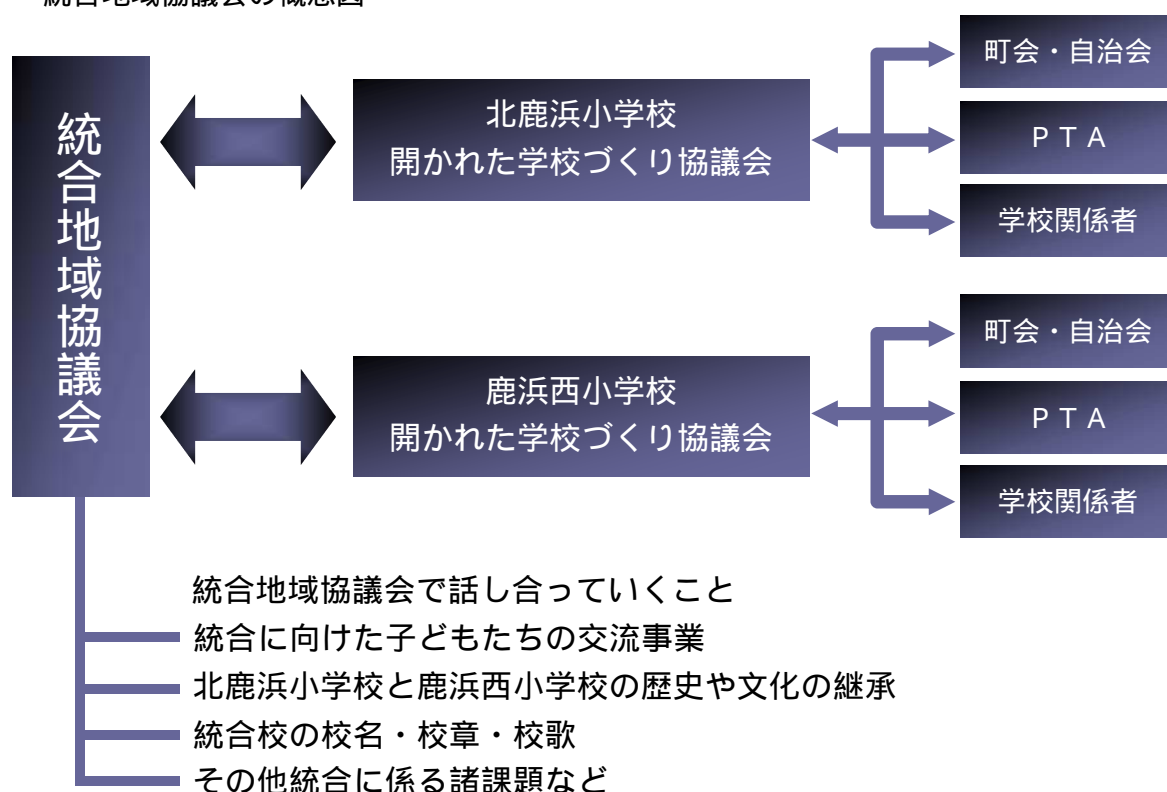 統合地域協議会の概念図
統合地域協議会
北鹿浜小学校
開かれた学校づくり協議会
町会・自治会
ＰＴＡ
学校関係者
鹿浜西小学校
開かれた学校づくり協議会
町会・自治会
ＰＴＡ
学校関係者
統合地域協議会で話し合っていくこと
統合に向けた子どもたちの交流事業
北鹿浜小学校と鹿浜西小学校の歴史や文化の継承
統合校の校名・校章・校歌
その他統合に係る諸課題など